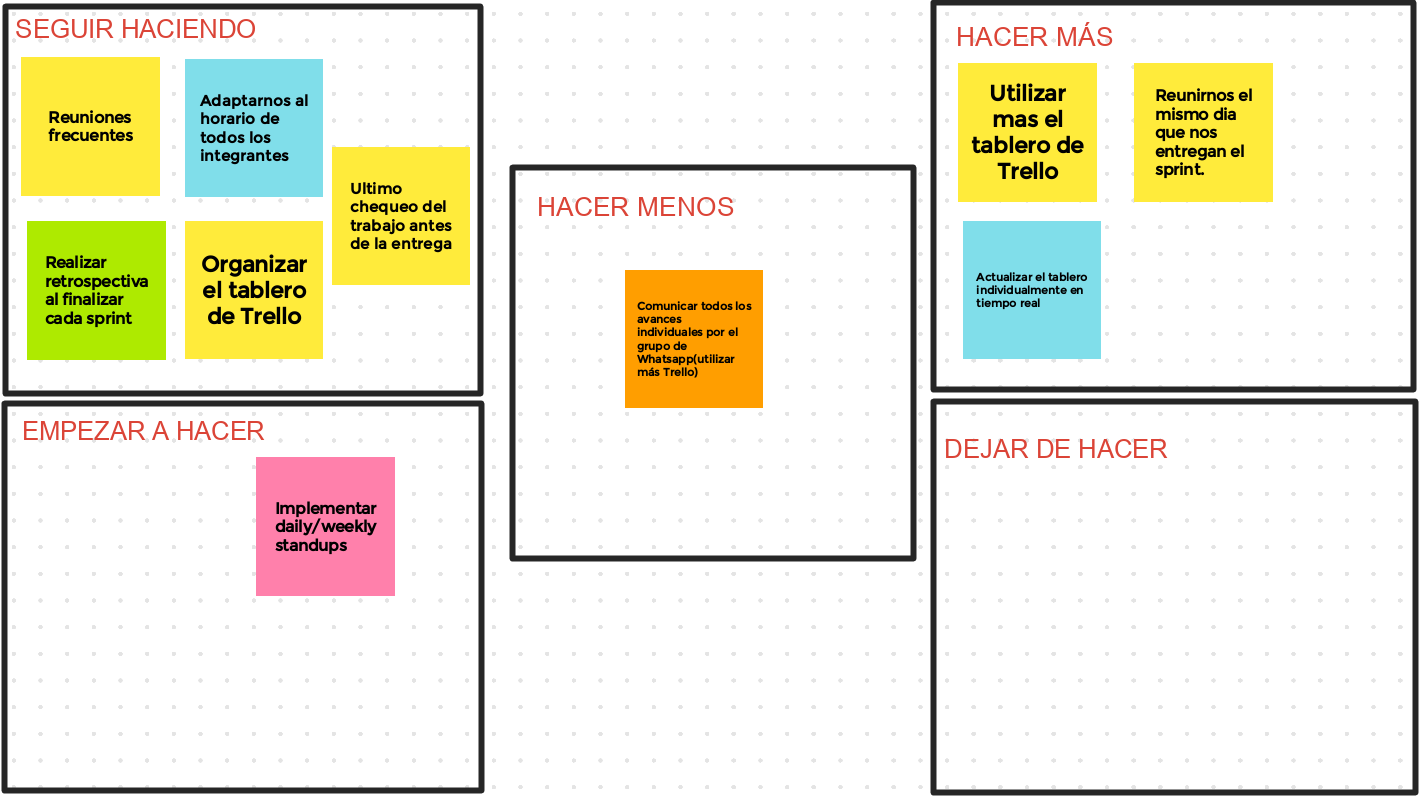 SEGUIR HACIENDO
Reuniones
frecuentes
Adaptarnos al
horario de
todos los
integrantes
Ultimo
chequeo del
trabajo antes
de la entrega
Realizar
retrospectiva
al finalizar
cada sprint
Organizar
el tablero
de Trello
HACER MENOS
Comunicar todos los
avances
individuales por el
grupo de
Whatsapp(utilizar
más Trello)
HACER MÁS
Utilizar
mas el
tablero de
Trello
Reunirnos el
mismo dia
que nos
entregan el
sprint.
Actualizar el tablero
individualmente en
tiempo real
EMPEZAR A HACER
Implementar
daily/weekly
standups
DEJAR DE HACER